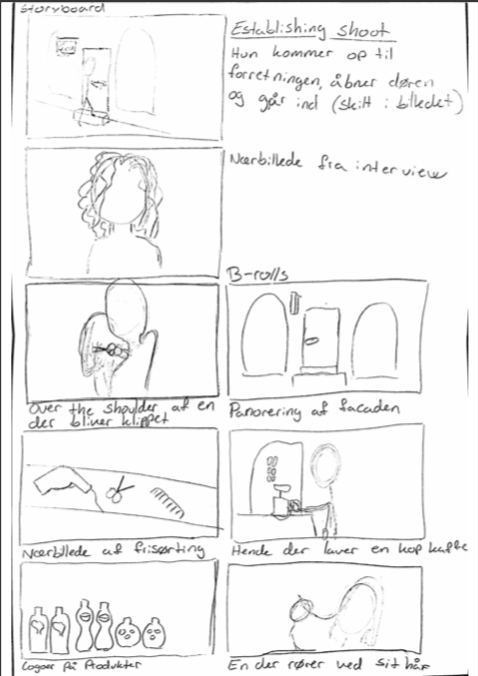 Storyboard
Establishing shoot
Hun kommer op til
forretningen, åbner døren
og går ind (skift i billedet)
Nærbillede fra interview
B-rolls
Over the shoulder af en
der bliver klippet
Panorering af facaden
Nærbillede af frisørting
Hende der laver en kop kaffe
Logoer på Produkter
En der rører ved sit hår